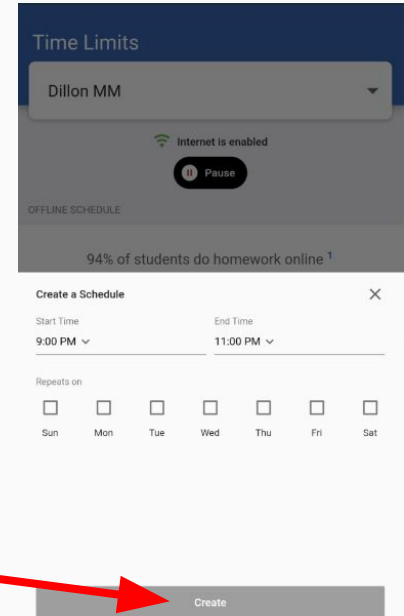 Time Limits
Dillon MM
Internet is enabled
Pause
OFFLINE SCHEDULE
94% of students do homework online 1
Create a Schedule
Start Time End Time
9:00 PM 11:00 PM
Repeats on
Sun Mon Tue Wed Thu Fri Sat
Create